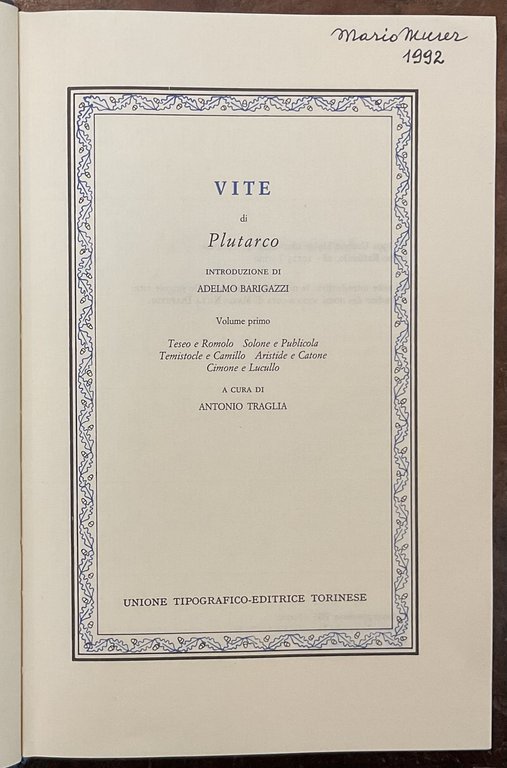 Mario Murer
1992
VITE
di
Plutarco
INTRODUZIONE DI
ADELMO BARIGAZZI
Volume primo
Teseo e Romolo Solone e Publicola
Temistocle e Camillo Aristide e Catone
Cimone e Lucullo
A CURA DI
ANTONIO TRAGLIA
UNIONE TIPOGRAFICO-EDITRICE TORINESE